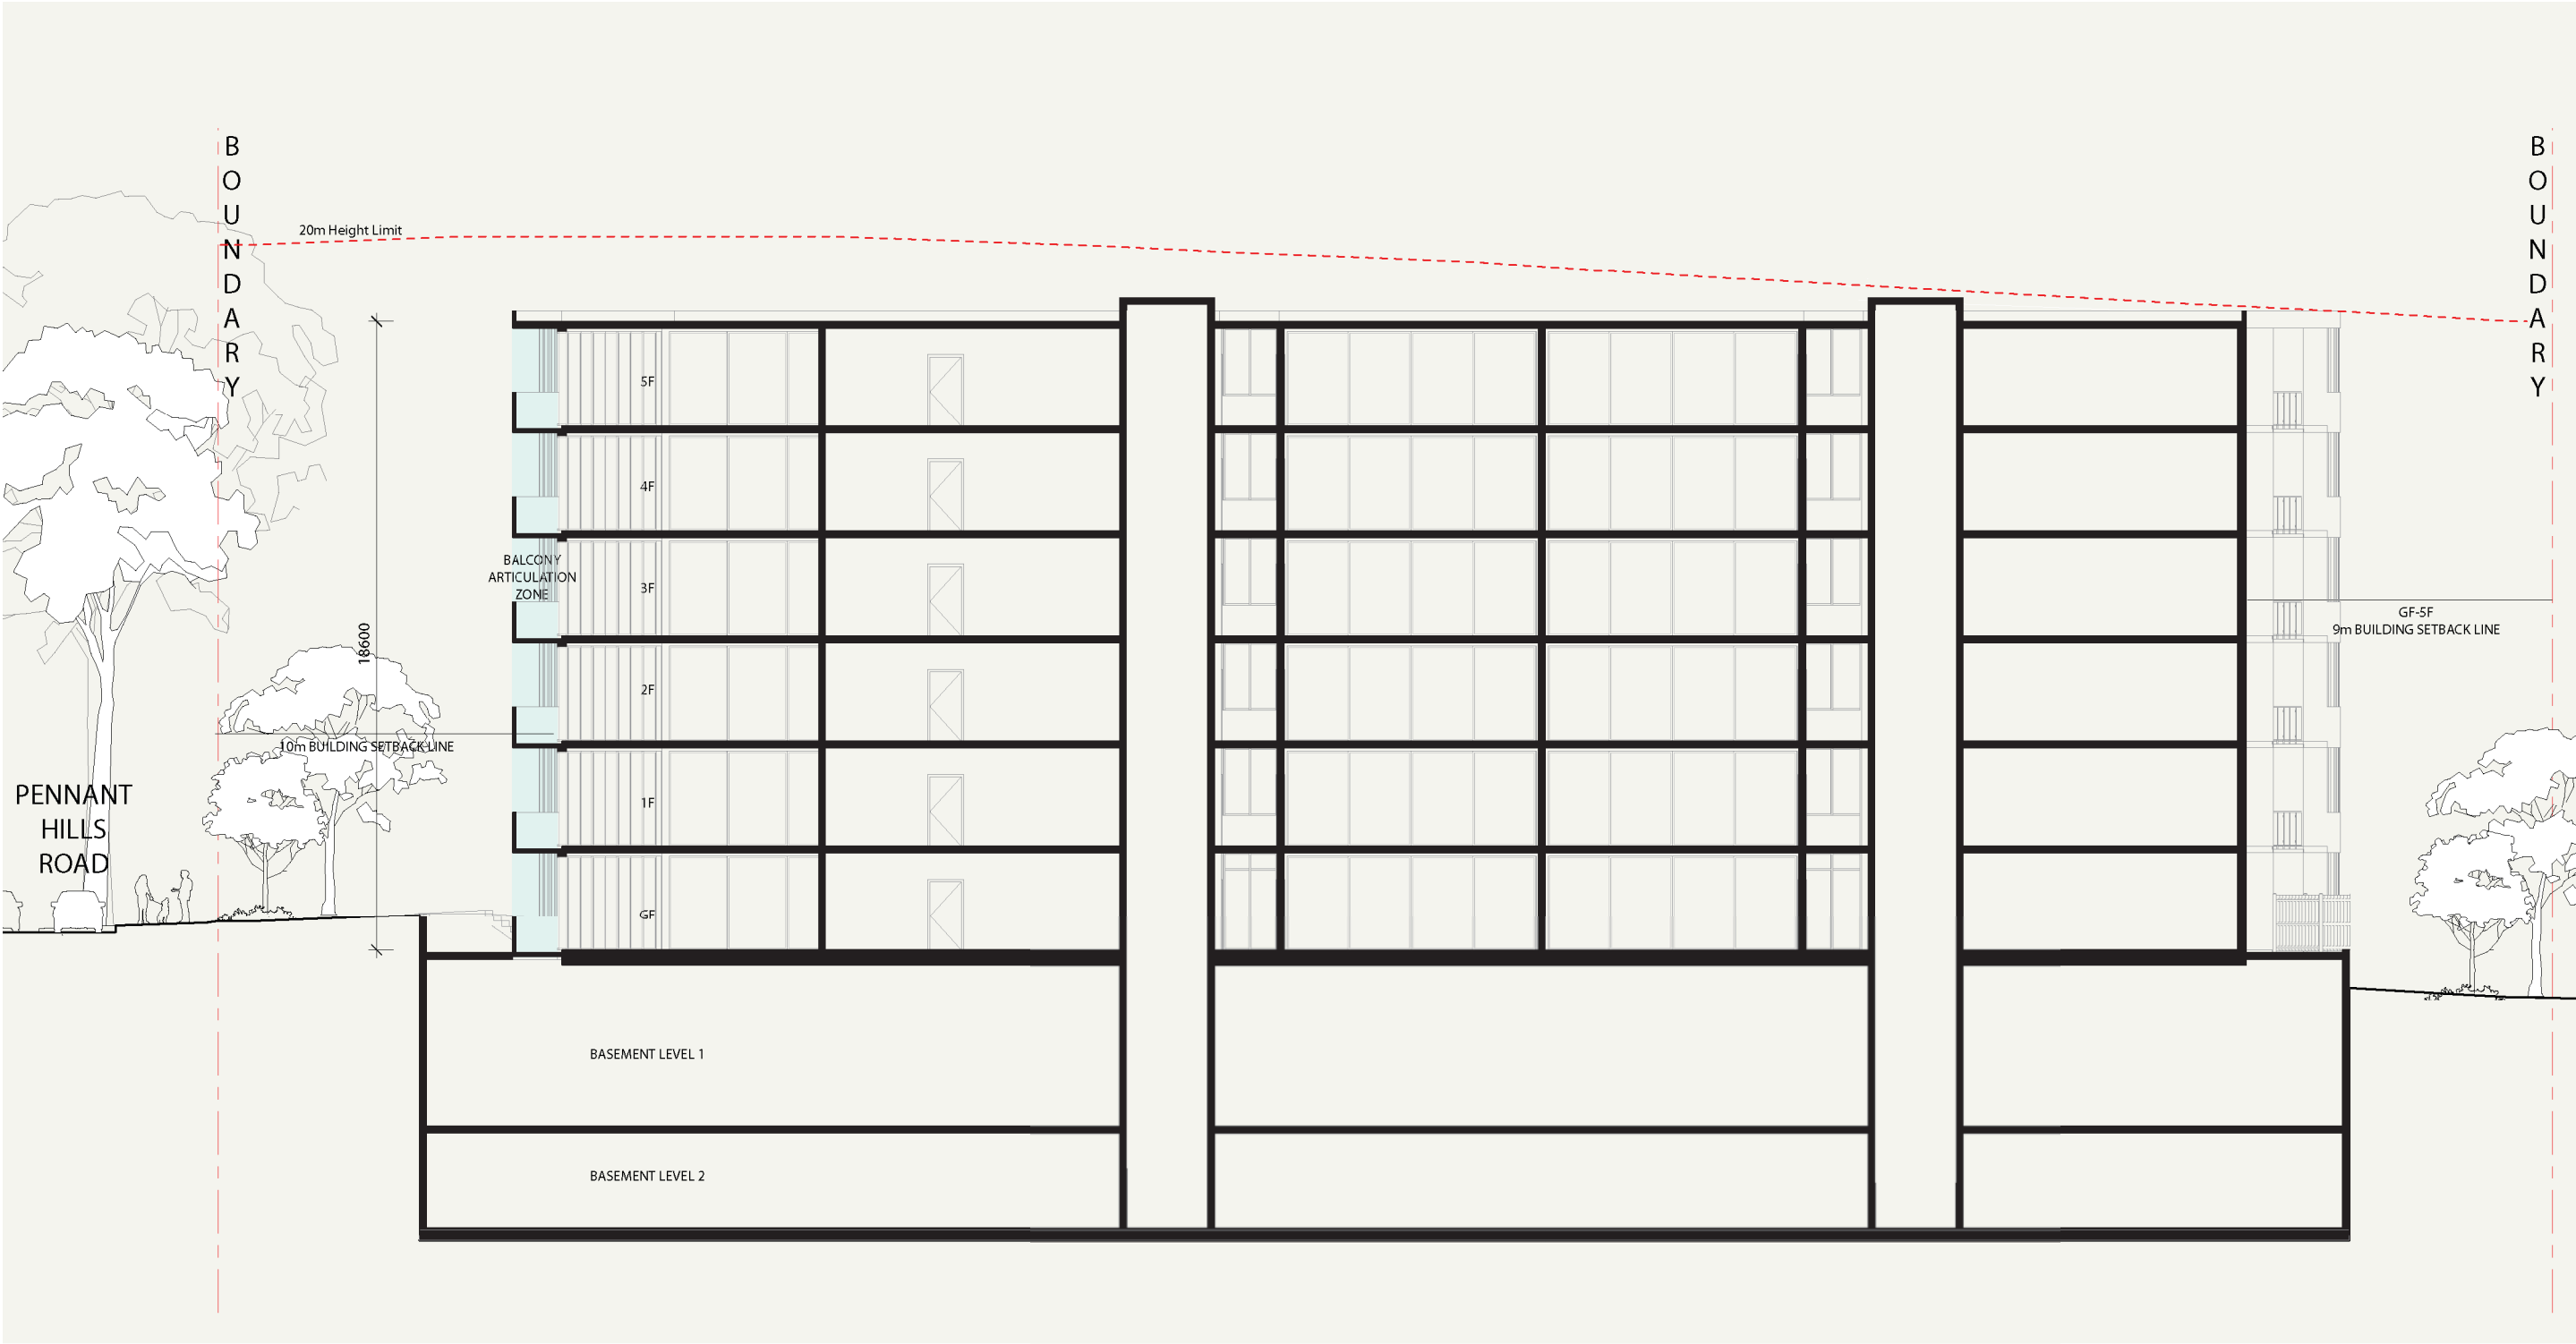 BOUNDARY
BOUNDARY
20m Height Limit
5F
4F
BALCONY
ARTICULATION
ZONE
3F
GF-5F
9m BUILDING SETBACK LINE
18600
2F
10m BUILDING SETBACK LINE
PENNANT
HILLS
ROAD
1F
GF
BASEMENT LEVEL 1
BASEMENT LEVEL 2